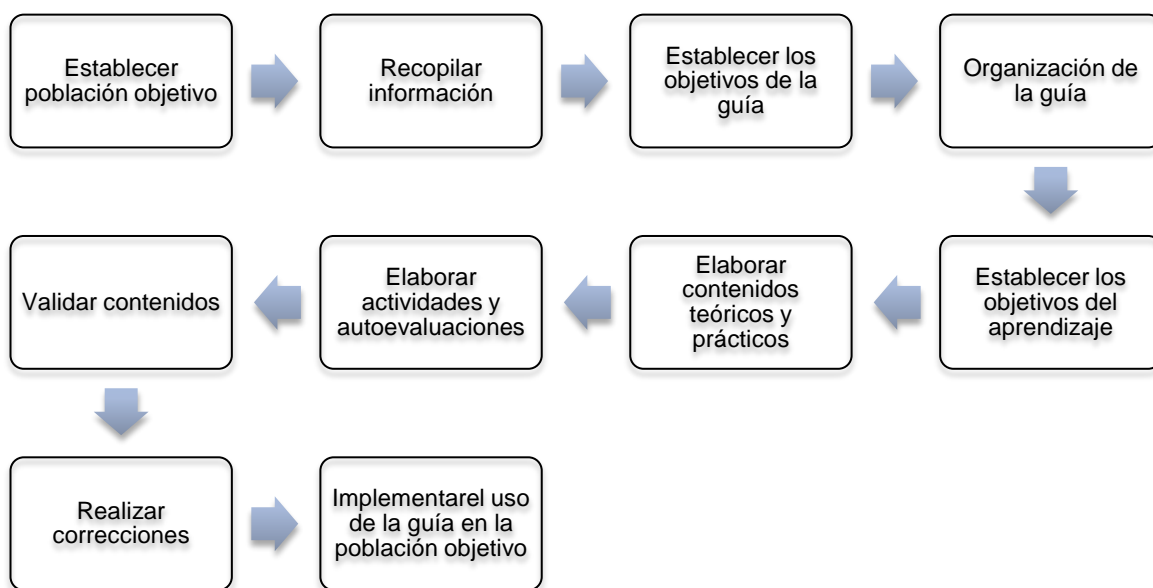 Establecer
población objetivo
Recopilar
información
Establecer los
objetivos de la
guía
Organización de
la guía
Establecer los
objetivos del
aprendizaje
Elaborar
contenidos
teóricos y
prácticos
Elaborar
actividades y
autoevaluaciones
Validar contenidos
Realizar
correcciones
Implementarel uso
de la guía en la
población objetivo